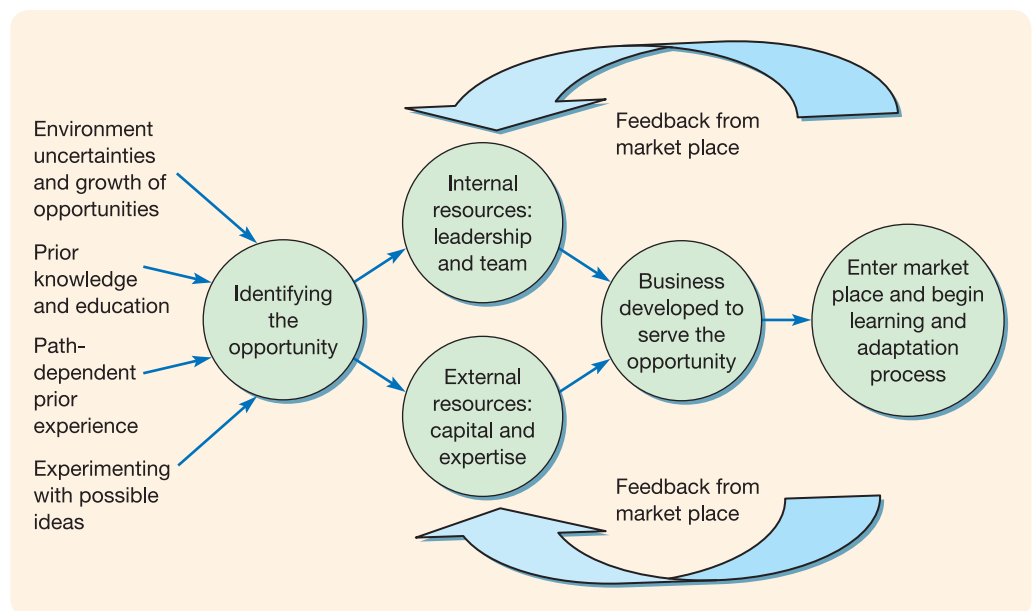 Environment
uncertainties
and growth of
opportunities
Prior
knowledge
and education
Path-
dependent
prior
experience
Experimenting
with possible
ideas
Identifying
the
opportunity
Internal
resources:
leadership
and team
External
resources:
capital and
expertise
Business
developed to
serve the
opportunity
Enter market
place and begin
learning and
adaptation
process
Feedback from
market place
Feedback from
market place